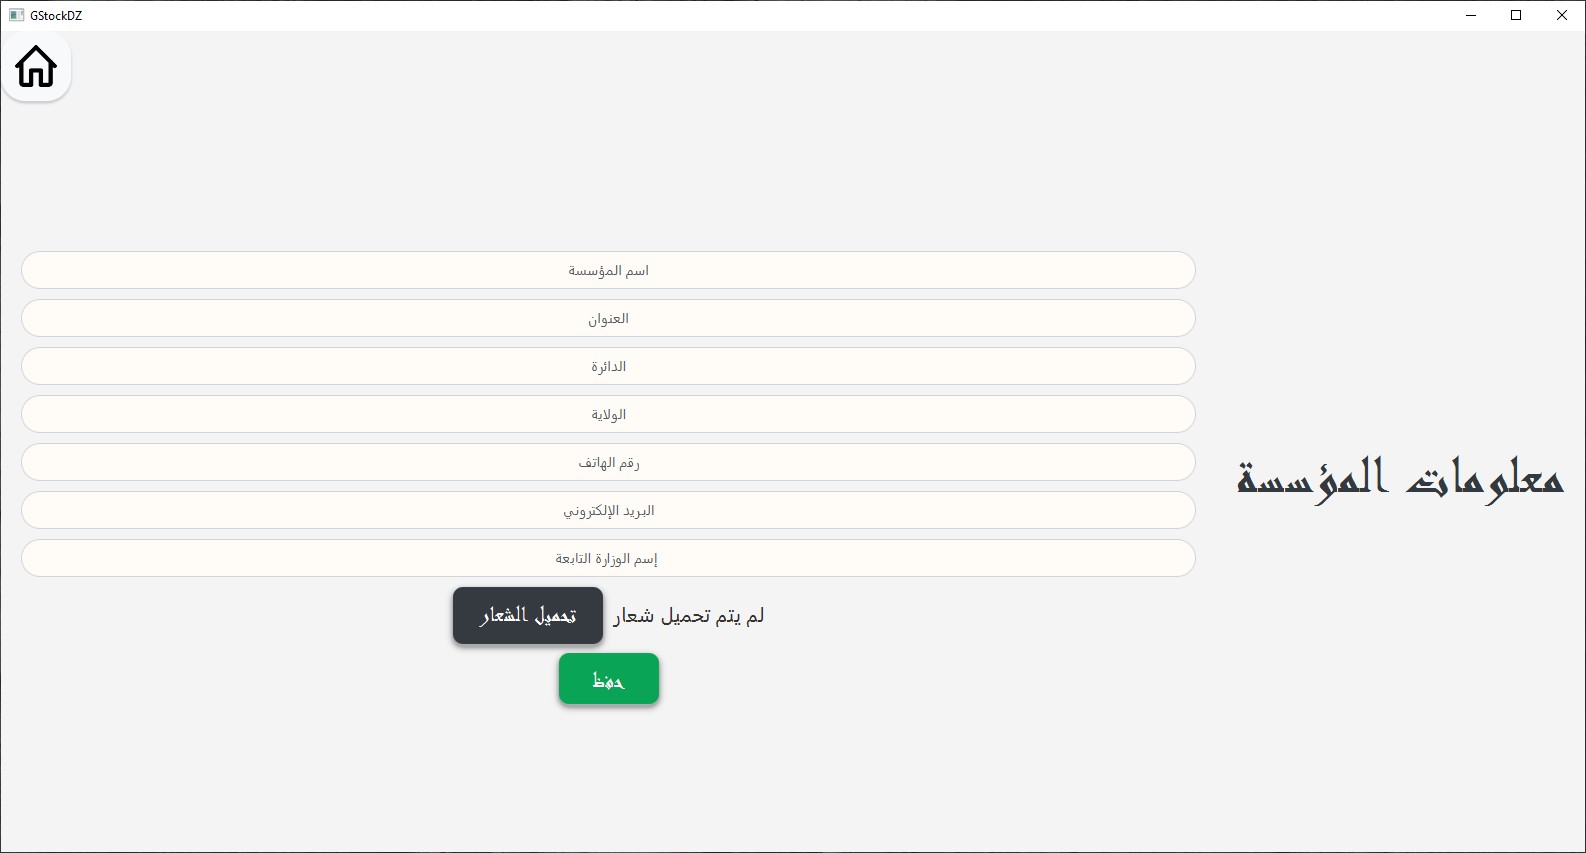 GStockDZ
معلومات المؤسسة
اسم المؤسسة
العنوان
الدائرة
الولاية
رقم الهاتف
البريد الإلكتروني
إسم الوزارة التابعة
لم يتم تحميل شعار
تحميل الشعار
حفظ